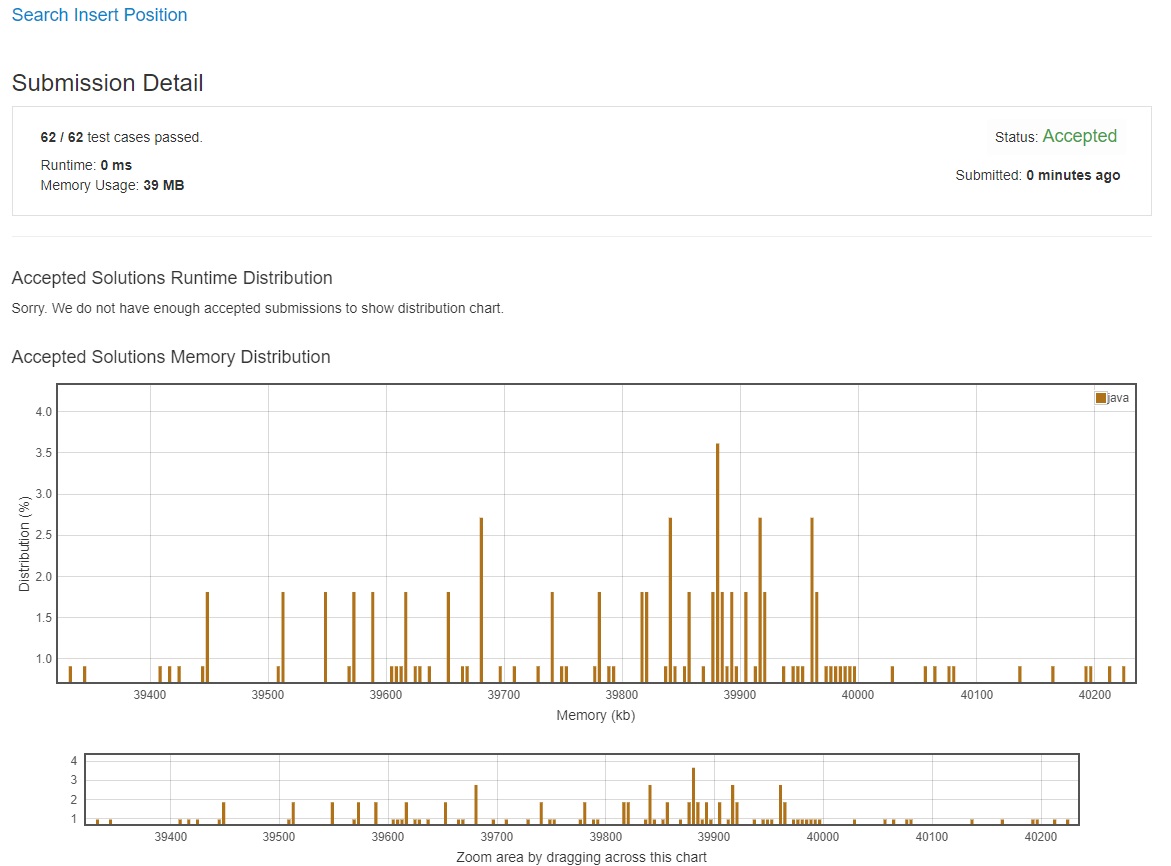 Search Insert Position
Submission Detail
62 / 62 test cases passed.
Status: Accepted
Runtime: 0 ms
Memory Usage: 39 MB
Submitted: 0 minutes ago
Accepted Solutions Runtime Distribution
Sorry. We do not have enough accepted submissions to show distribution chart.
Accepted Solutions Memory Distribution
java
4.0
3.5
3.0
2.5
2.0
1.5
1.0
Distribution (%)
39400 39500 39600 39700 39800 39900 40000 40100 40200
Memory (kb)
4
3
2
1
39400 39500 39600 39700 39800 39900 40000 40100 40200
Zoom area by dragging across this chart